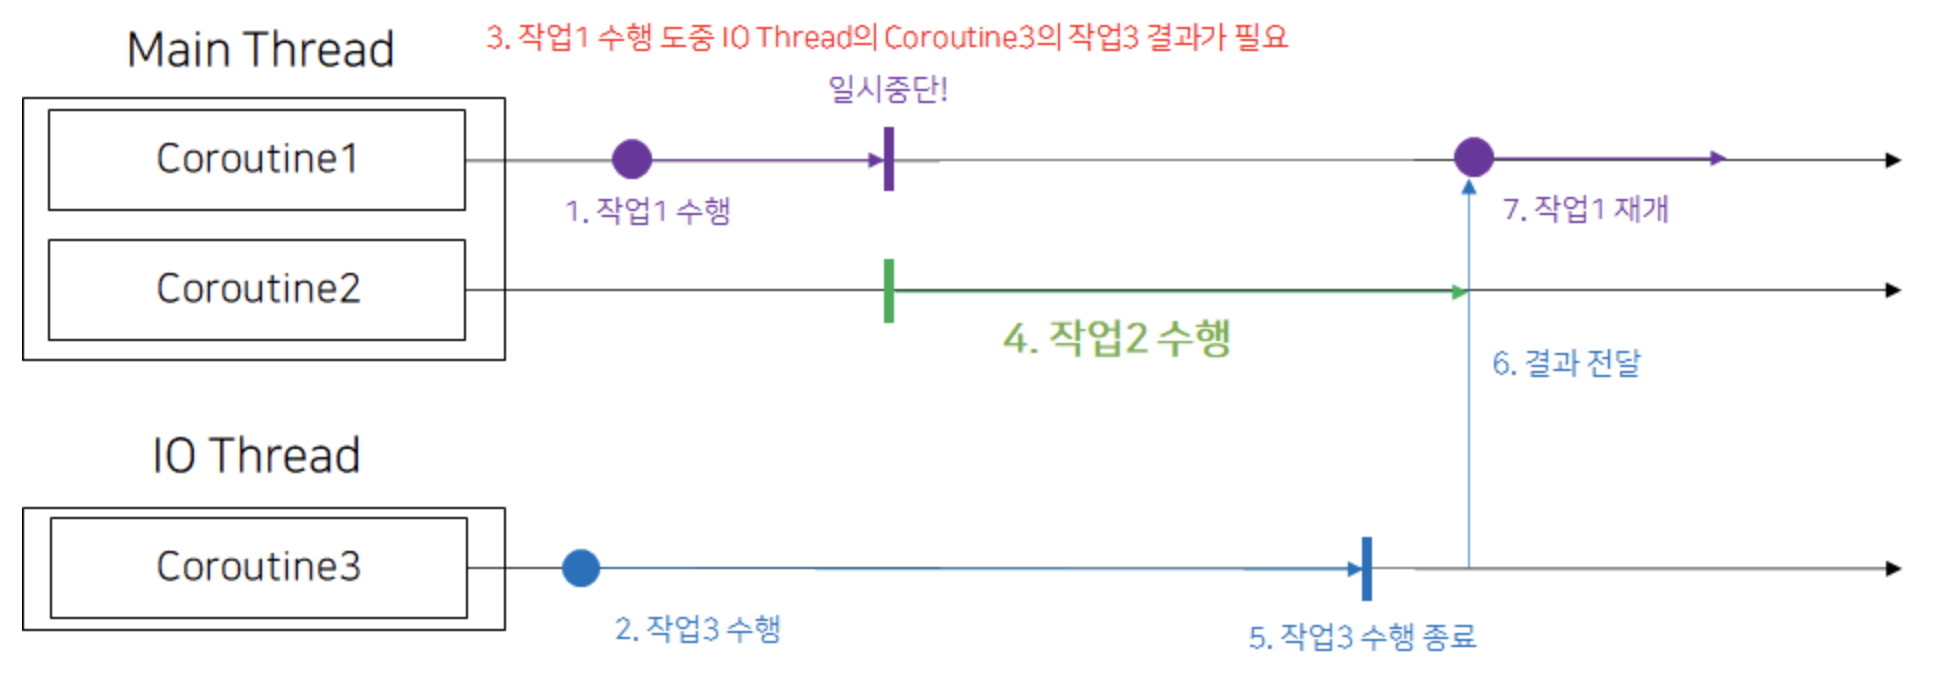 Main Thread
3. 작업1 수행 도중 IO Thread의 Coroutine3의 작업3 결과가 필요
일시중단!
Coroutine1
1. 작업1 수행
7. 작업1 재개
Coroutine2
4. 작업2 수행
6. 결과 전달
IO Thread
Coroutine3
2. 작업3 수행
5. 작업3 수행 종료